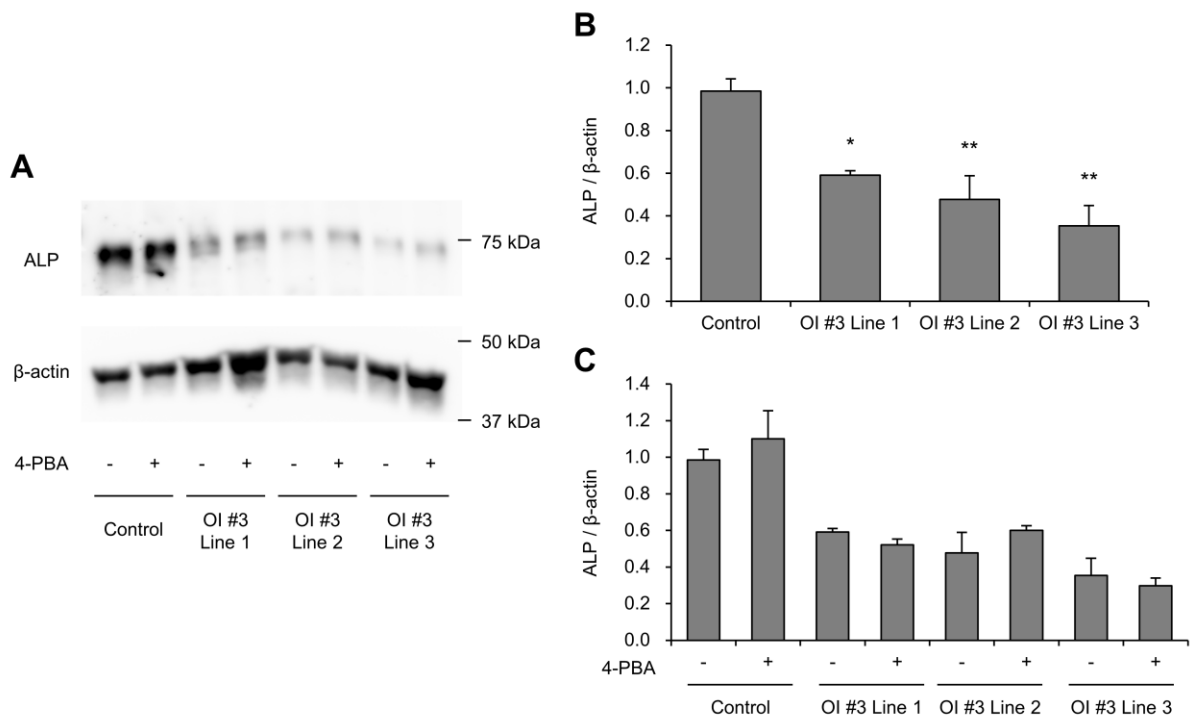 A
ALP
75 kDa
β-actin
50 kDa
37 kDa
4-PBA - + - + - + - +
Control OI #3 Line 1 OI #3 Line 2 OI #3 Line 3
B
ALP / β-actin
1.2
1.0
0.8
0.6
0.4
0.2
0.0
* ** **
Control OI #3 Line 1 OI #3 Line 2 OI #3 Line 3
C
ALP / β-actin
1.4
1.2
1.0
0.8
0.6
0.4
0.2
0.0
4-PBA - + - + - + - +
Control OI #3 Line 1 OI #3 Line 2 OI #3 Line 3